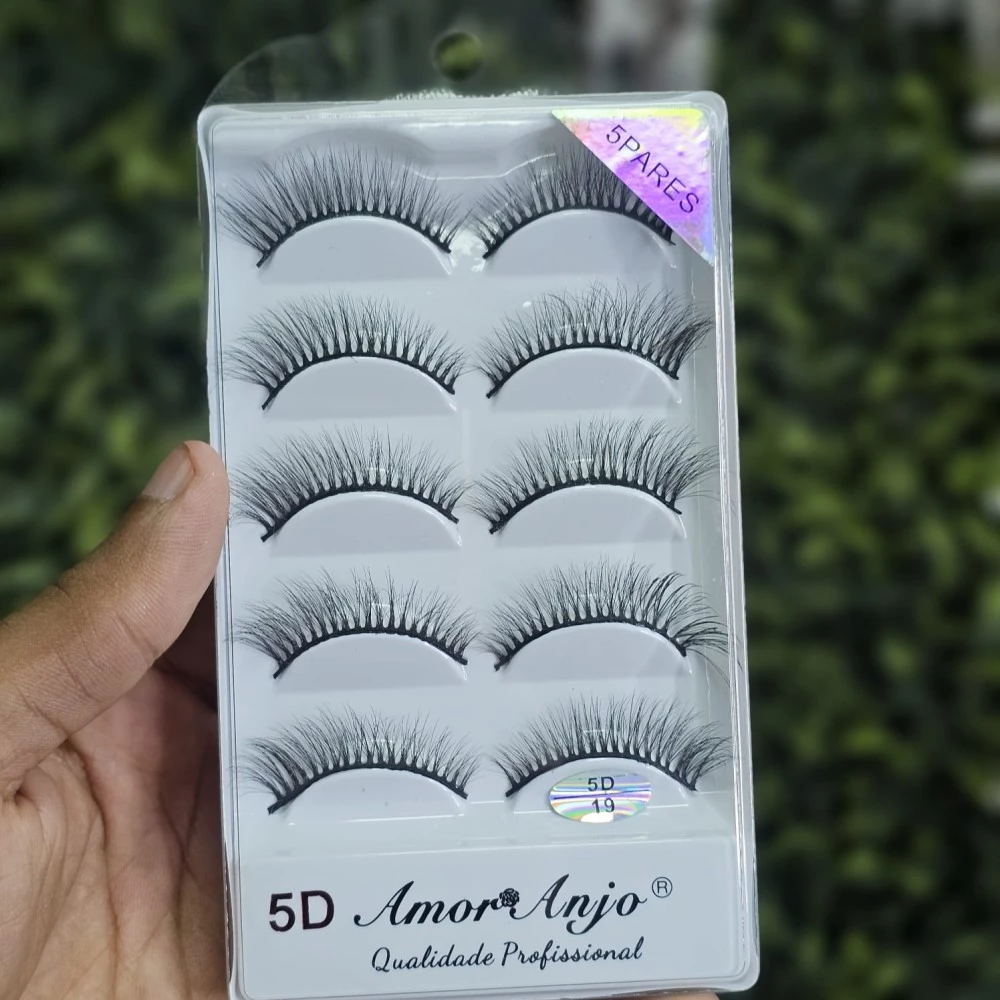 5PARES
5D
19
5D Amor Anjo®
Qualidade Profissional